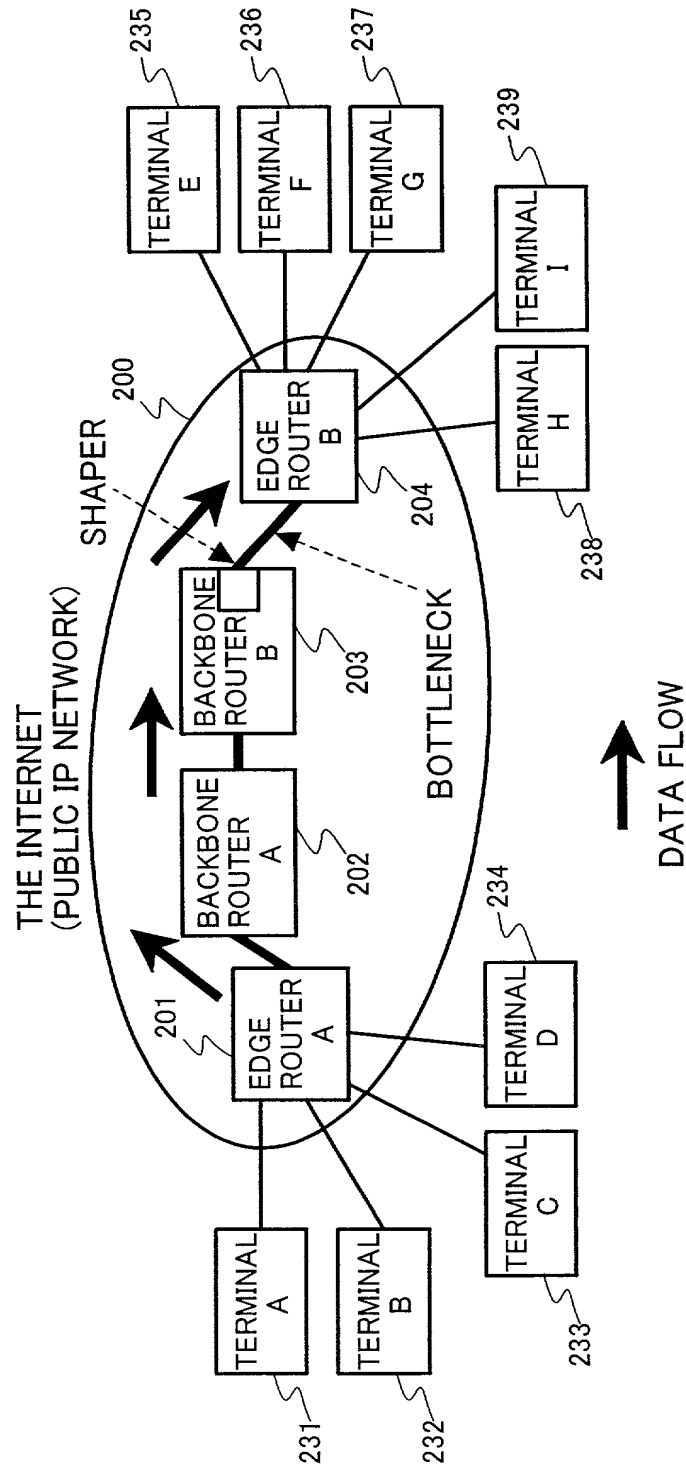 THE INTERNET
(PUBLIC IP NETWORK)
SHAPER
200
201
EDGE
ROUTER
A
BACKBONE
ROUTER
A
202
BACKBONE
ROUTER
B
203
EDGE
ROUTER
B
204
BOTTLENECK
TERMINAL
A
231
TERMINAL
B
232
TERMINAL
C
233
TERMINAL
D
234
TERMINAL
E
235
TERMINAL
F
236
TERMINAL
G
237
TERMINAL
H
238
TERMINAL
I
239
DATA FLOW